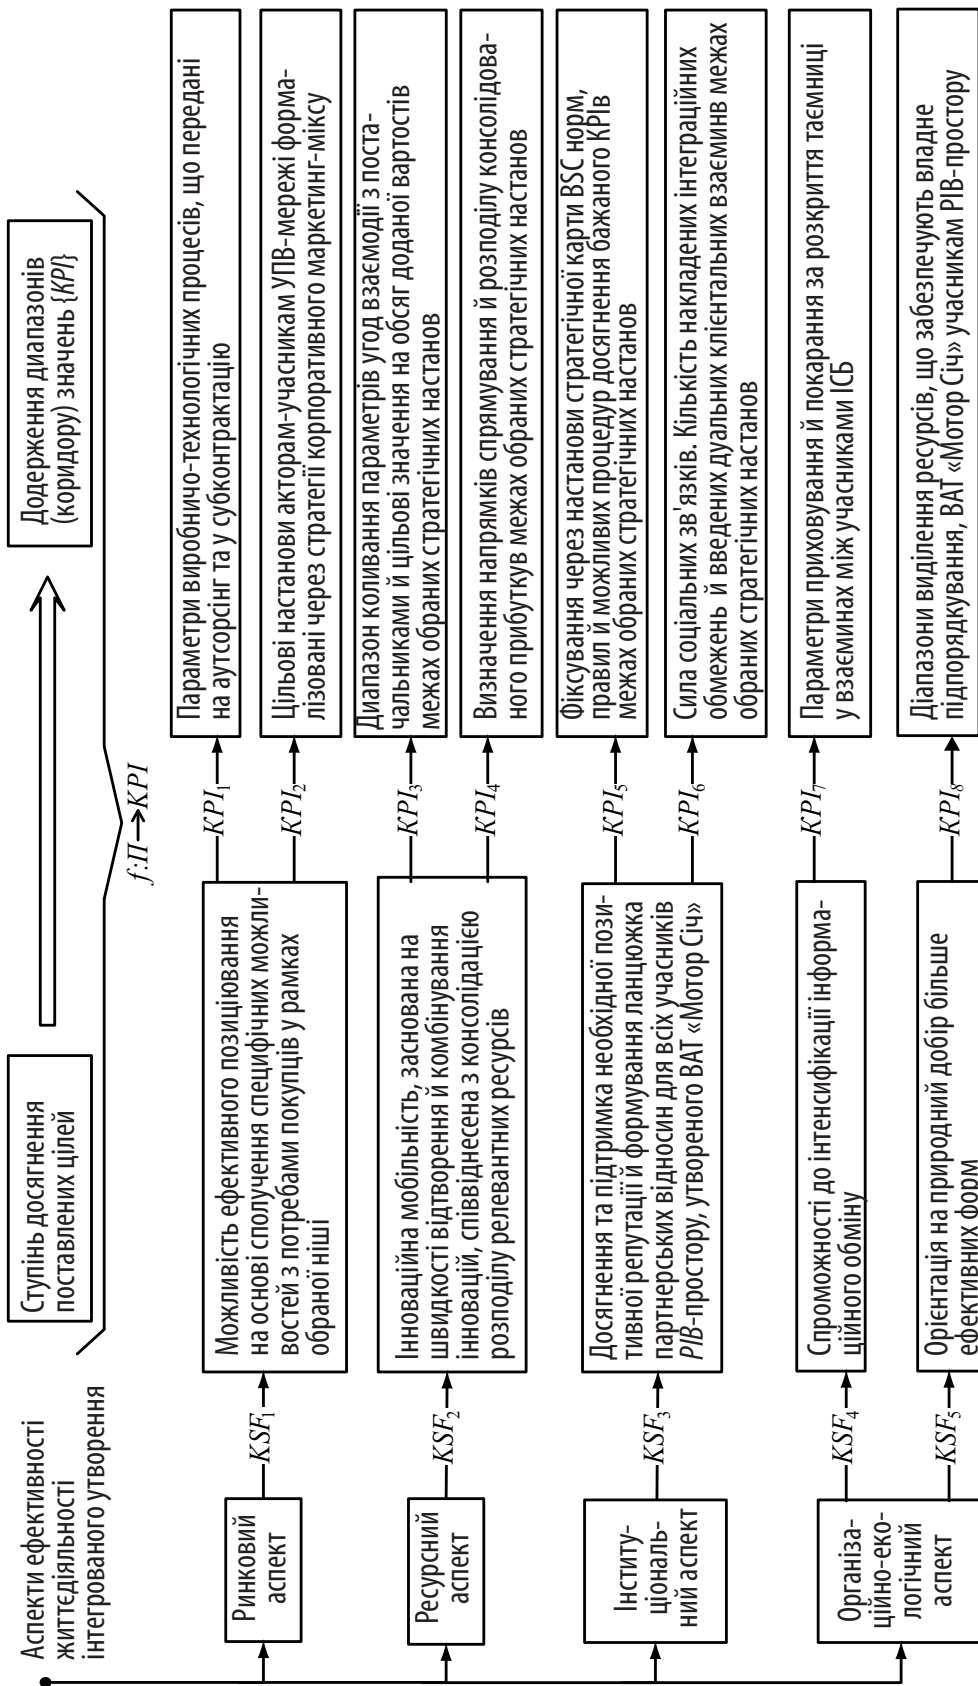 Аспекти ефективності
життєдіяльності
інтегрованого утворення
Ступінь досягнення
поставлених цілей
Додерження диапазонів
(коридору) значень {KPI}
f:П→KPI
Ринковий
аспект
KSF1
Можливість ефективного позиціювання
на основі сполучення специфічних можли-
востей з потребами покупців у рамках
обраної ніші
KPI1
Параметри виробничо-технологічних процесів, що передані
на аутсорсінг та у субконтрактацію
KPI2
Цільові настанови акторам-учасникам УПВ-мережі форма-
лізовані через стратегії корпоративного маркетинг-міксу
Ресурсний
аспект
KSF2
Інноваційна мобільність, заснована на
швидкості відтворення й комбінування
інновацій, співвіднесена з консолідацією
розподілу релевантних ресурсів
KPI3
Диапазон коливання параметрів угод взаємодії з поста-
чальниками й цільові значення на обсяг доданої вартостів
межах обраних стратегічних настанов
KPI4
Визначення напрямків спрямування й розподілу консолідова-
ного прибуткув межах обраних стратегічних настанов
Інститу-
ціональ-
ний аспект
KSF3
Досягнення та підтримка необхідної пози-
тивної репутації й формування ланцюжка
партнерських відносин для всіх учасників
РІВ-простору, утвореного ВАТ «Мотор Січ»
KPI5
Фіксування через настанови стратегічної карти BSC норм,
правил й можливих процедур досягнення бажаного КРІв
межах обраних стратегічних настанов
KPI6
Сила соціальних зв'язків. Кількість накладених інтеграційних
обмежень й введених дуальних клієнтальних взаєминв межах
обраних стратегічних настанов
Організа-
ційно-еко-
логічний
аспект
KSF4
Спроможності до інтенсифікації інформа-
ційного обміну
KPI7
Параметри приховування й покарання за розкриття таємниці
у взаєминах між учасниками ІСБ
KSF5
Орієнтація на природний добір більше
ефективних форм
KPI8
Діапазони виділення ресурсів, що забезпечують владне
підпорядкування, ВАТ «Мотор Січ» учасникам РІВ-простору